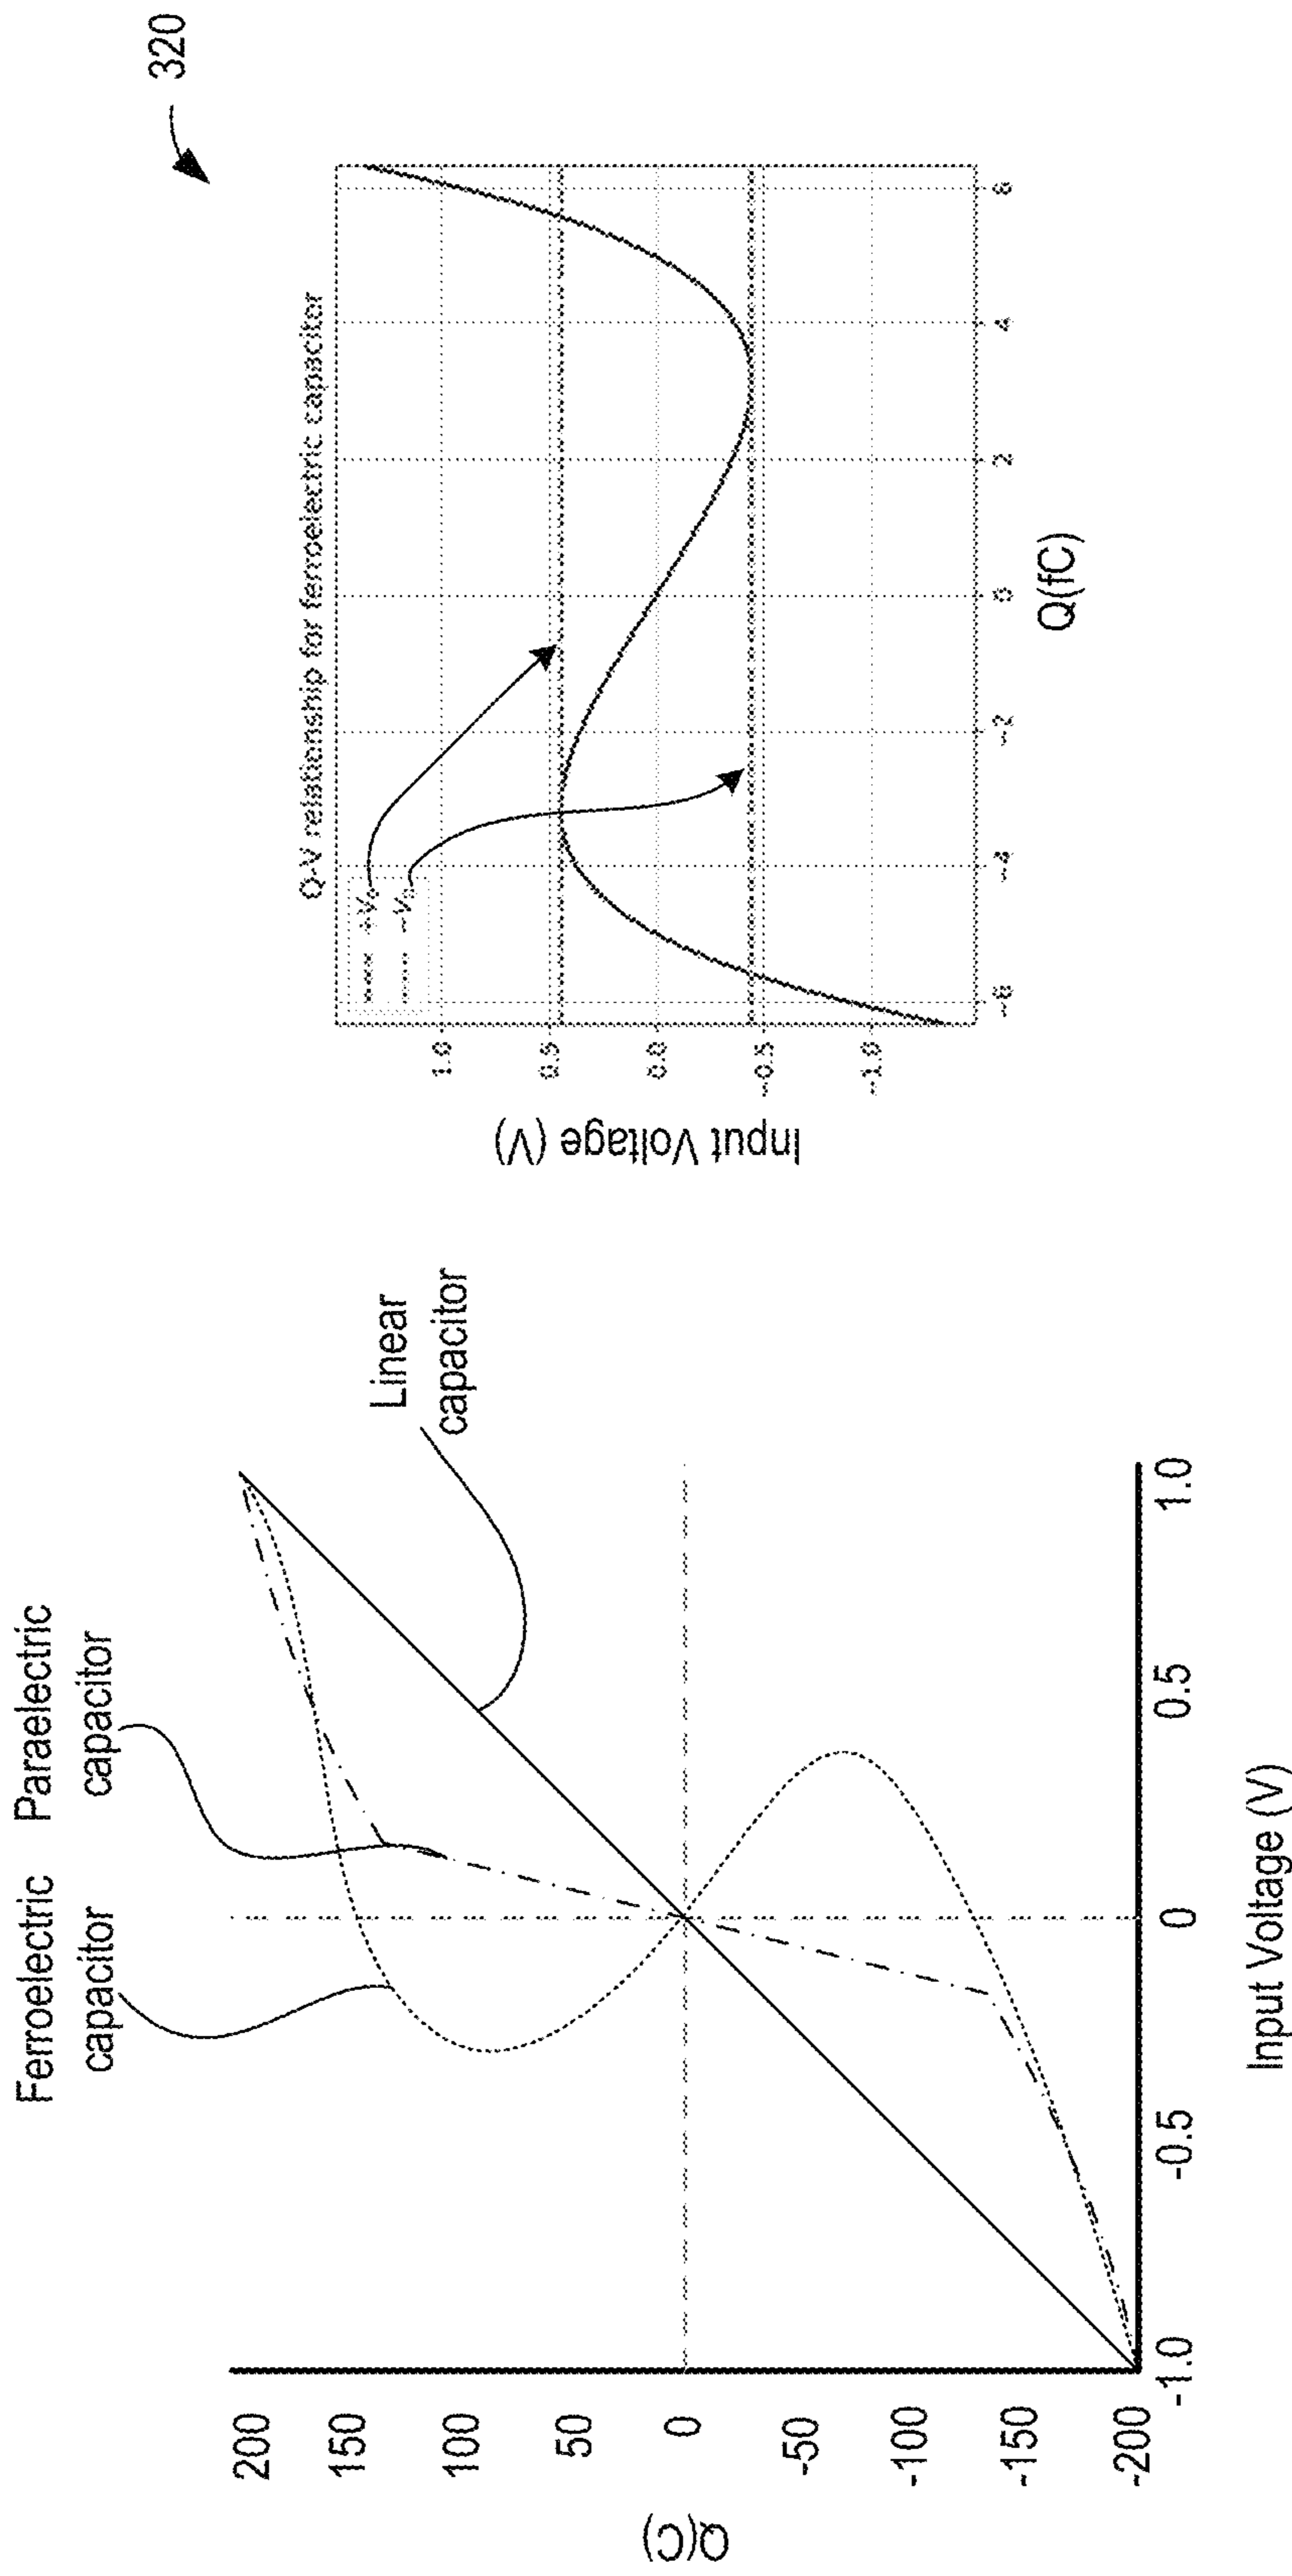 320
Ferroelectric
capacitor
Paraelectric
capacitor
Linear
capacitor
Q(C)
200
150
100
50
0
-50
-100
-150
-200
-1.0
-0.5
0
0.5
1.0
Input Voltage (V)
Q-V relationship for ferroelectric capacitor
Input Voltage (V)
1.0
0.5
0.0
-0.5
-1.0
-6
-4
-2
0
2
4
6
Q(fC)